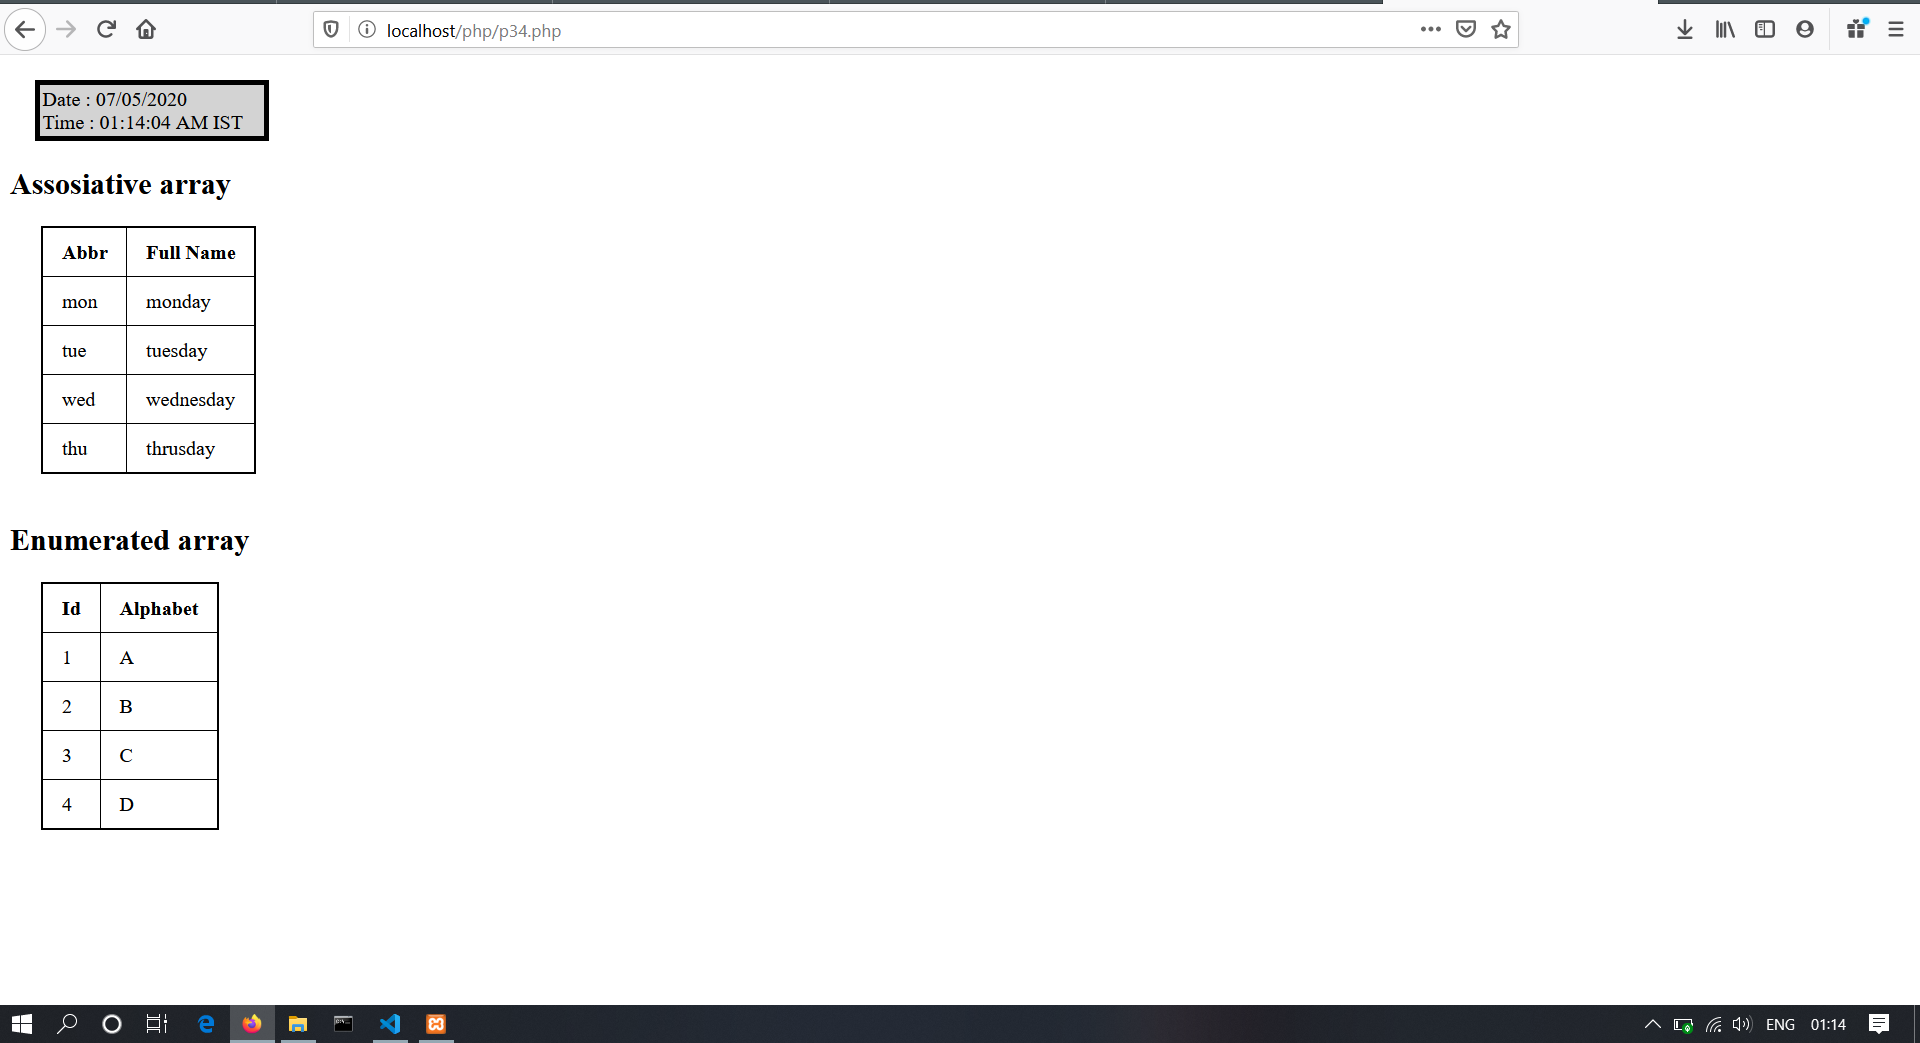 localhost/php/p34.php
Date : 07/05/2020
Time : 01:14:04 AM IST
Assosiative array
Abbr Full Name
mon monday
tue tuesday
wed wednesday
thu thrusday
Enumerated array
Id Alphabet
1 A
2 B
3 C
4 D
ENG 01:14